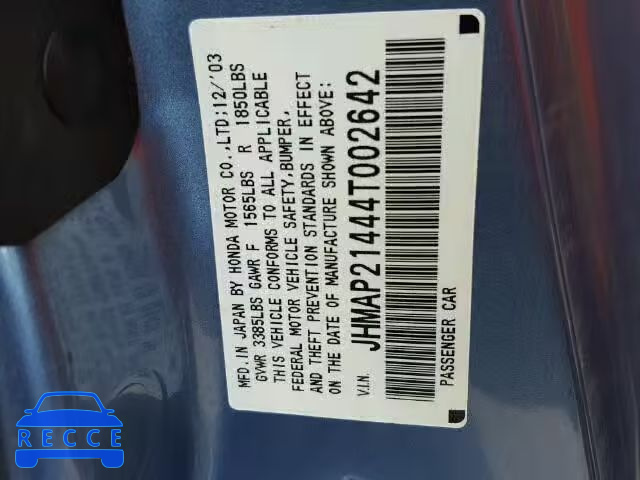 MFD.IN JAPAN BY HONDA MOTOR CO.,LTD:12/'03
GVWR 3385LBS GAWR F 1565LBS R 1850LBS
THIS VEHICLE CONFORMS TO ALL APPLICABLE
FEDERAL MOTOR VEHICLE SAFETY,BUMPER,
AND THEFT PREVENTION STANDARDS IN EFFECT
ON THE DATE OF MANUFACTURE SHOWN ABOVE:
V.I.N. JHMAP21444T002642
PASSENGER CAR
RECCE